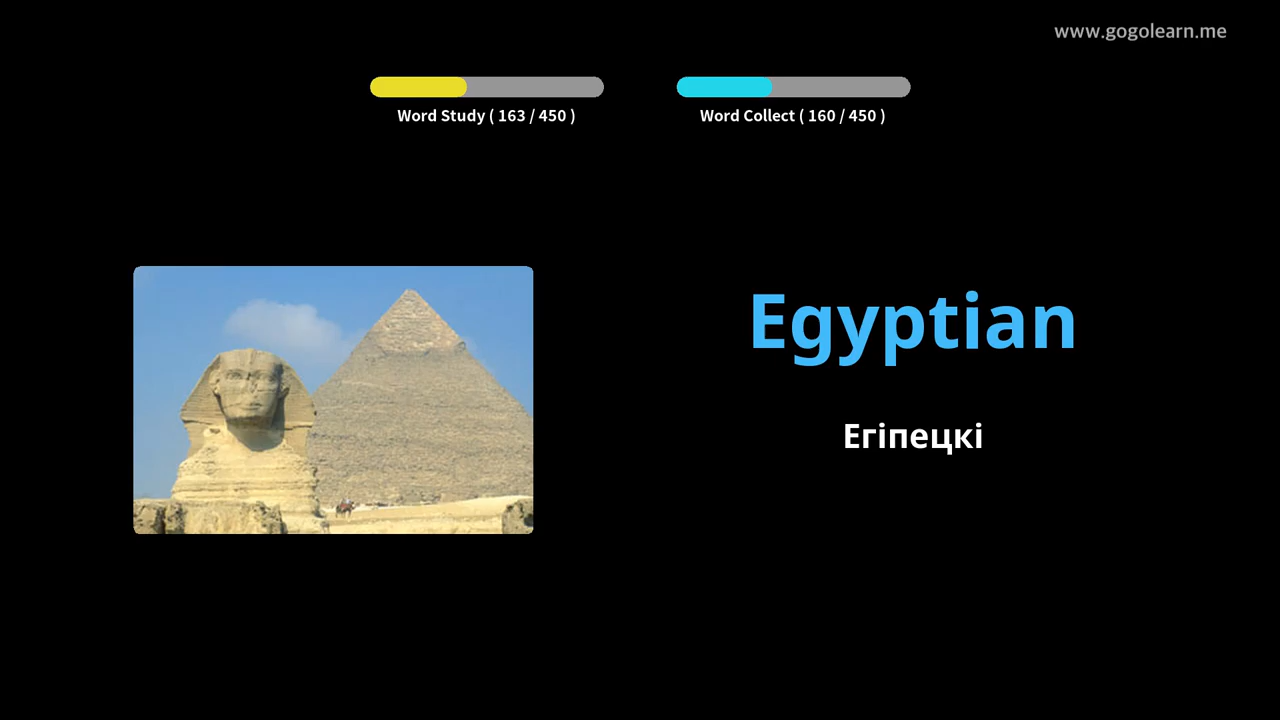 www.gogolearn.me
Word Study ( 163 / 450 )
Word Collect ( 160 / 450 )
Egyptian
Егіпецкі